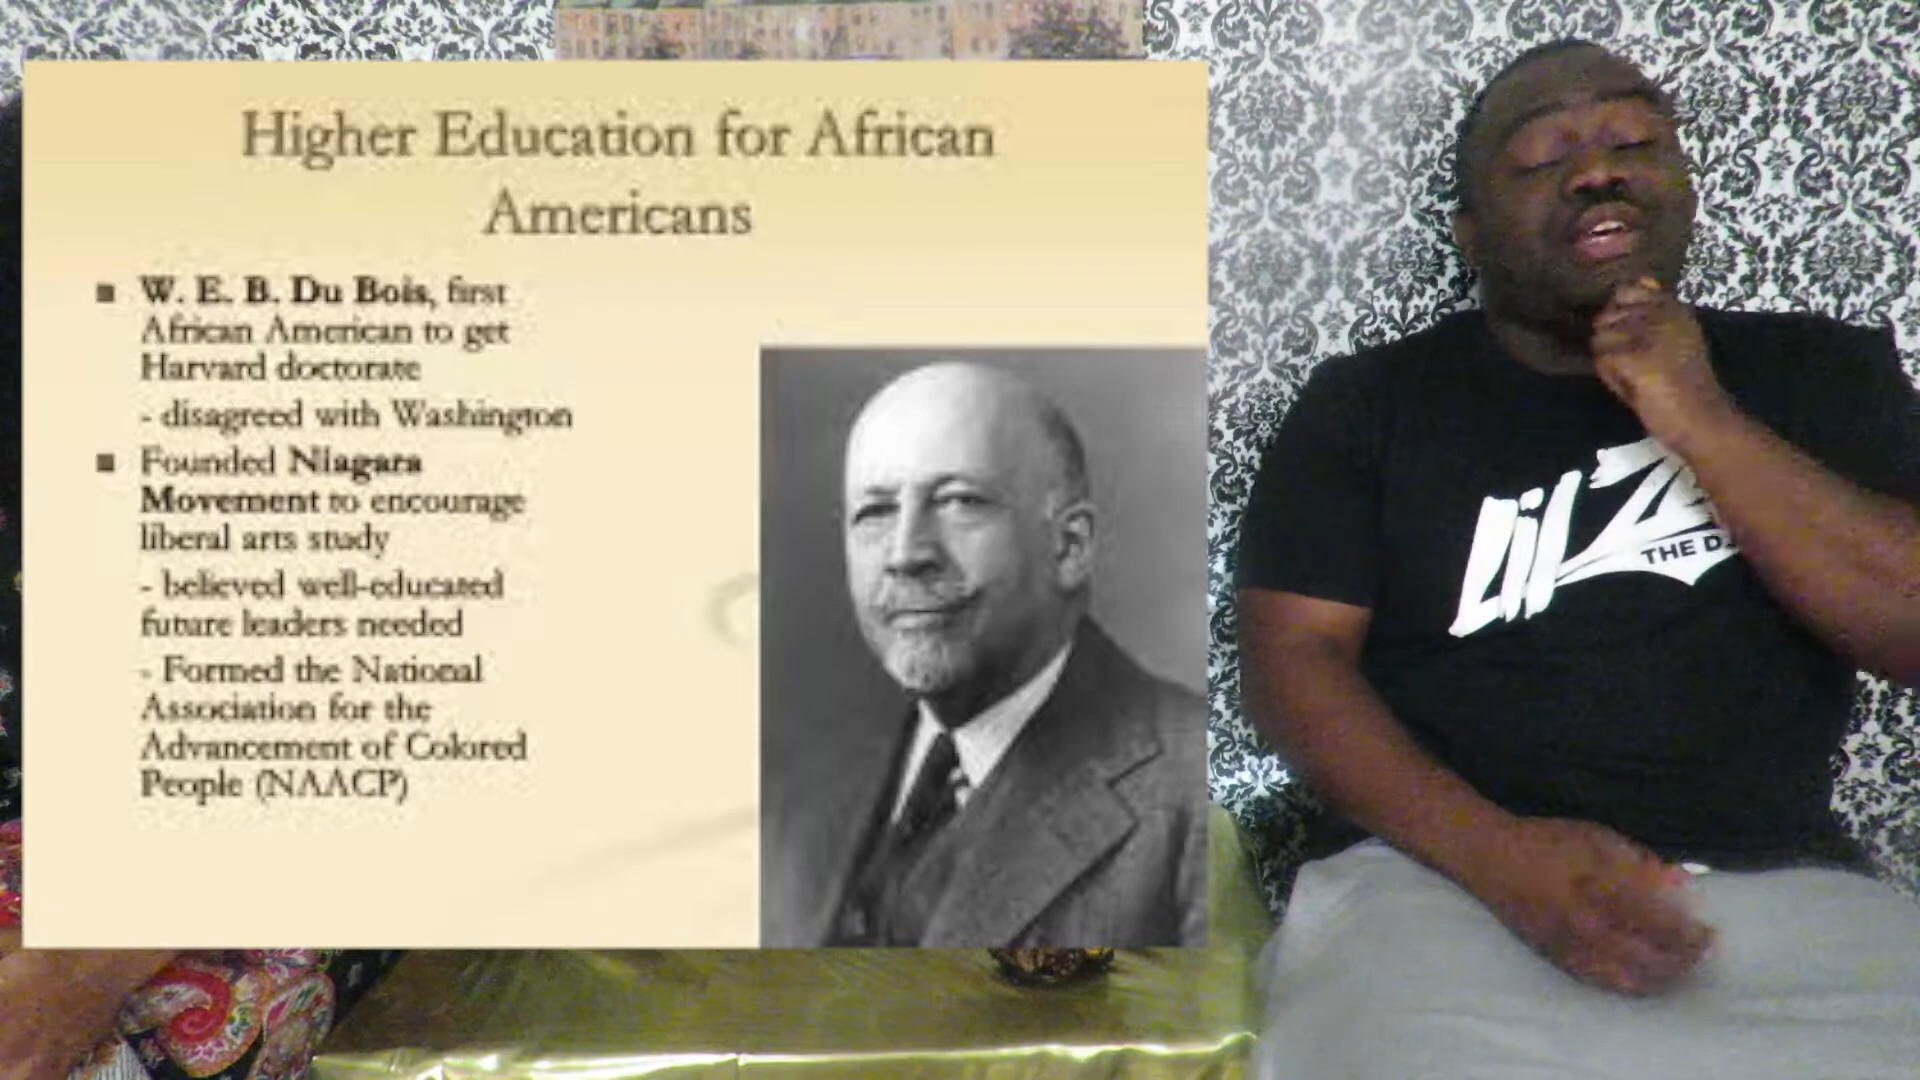 Higher Education for African
Americans
■ W. E. B. Du Bois, first
African American to get
Harvard doctorate
- disagreed with Washington
■ Founded Niagara
Movement to encourage
liberal arts study
- believed well-educated
future leaders needed
- Formed the National
Association for the
Advancement of Colored
People (NAACP)
Lil
THE